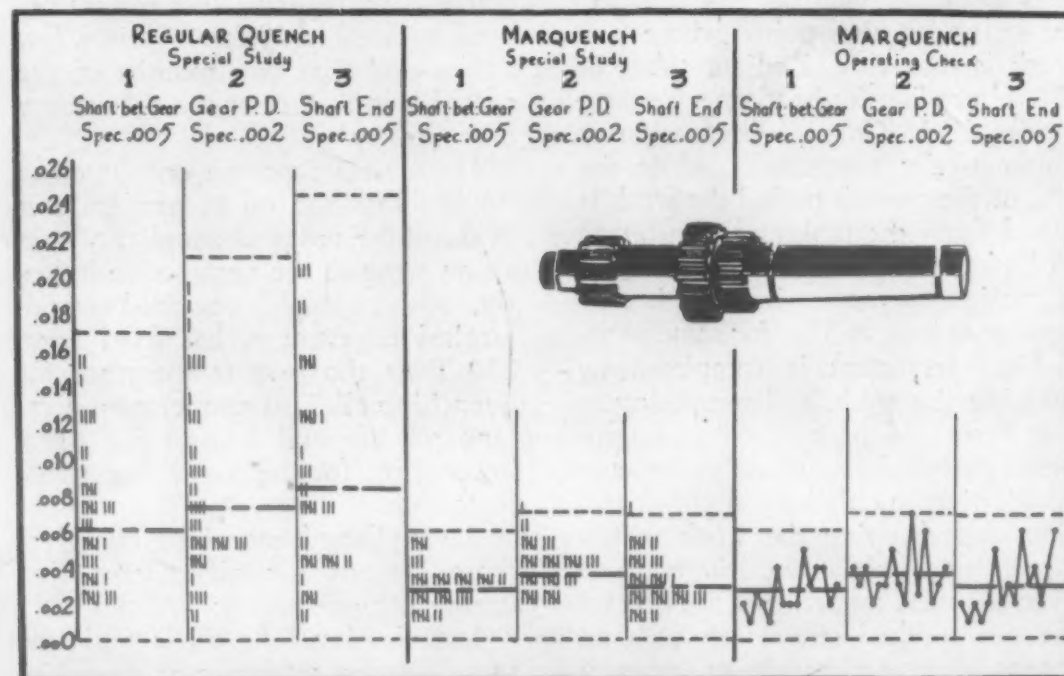 REGULAR QUENCH
Special Study
2 3
Shaft bet. Gear Gear P.D. Shaft End
Spec..005 Spec..002 Spec..005
MARQUENCH
Special Study
1 2 3
Shaft bet. Gear Gear P.D. Shaft End
Spec..005 Spec..002 Spec..005
MARQUENCH
Operating Check
1 2 3
Shaft bet. Gear Gear P.D. Shaft End
Spec..005 Spec..002 Spec..005
.026
.024
.022
.020
.018
.016
.014
.012
.010
.008
.006
.004
.002
.000